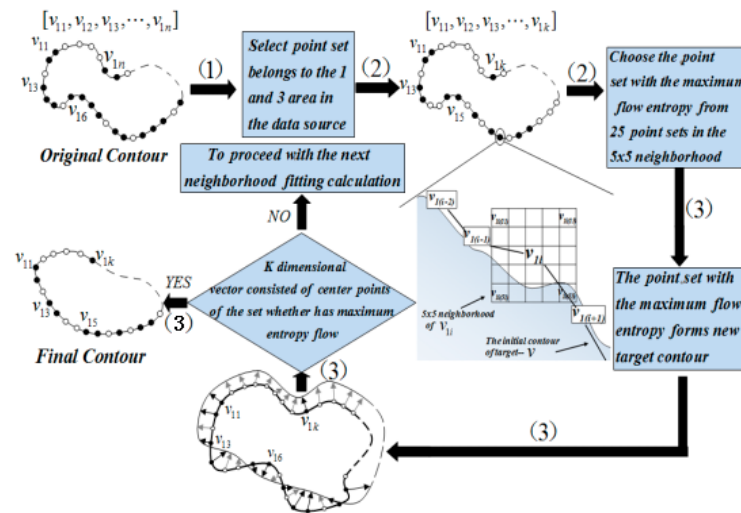 [v11, v12, v13, ⋯, v1n]
v11
v1n
v13
v16
Original Contour
(1)
Select point set
belongs to the 1
and 3 area in
the data source
(2)
[v11, v12, v13, ⋯, v1k]
v11
v1k
v13
v15
(2)
Choose the point
set with the maximum
flow entropy from
25 point sets in the
5x5 neighborhood
(3)
The point set with
the maximum flow
entropy forms new
target contour
(3)
v1(i-2)
v1(i-1)
v1i
v1(i+1)
5x5 neighborhood
of v1i
The initial contour
of target– v
v11
v1k
v13
v16
(3)
K dimensional
vector consisted of center points
of the set whether has maximum
entropy flow
NO
To proceed with the next
neighborhood fitting calculation
YES
(3)
v11
v1k
v13
v15
Final Contour